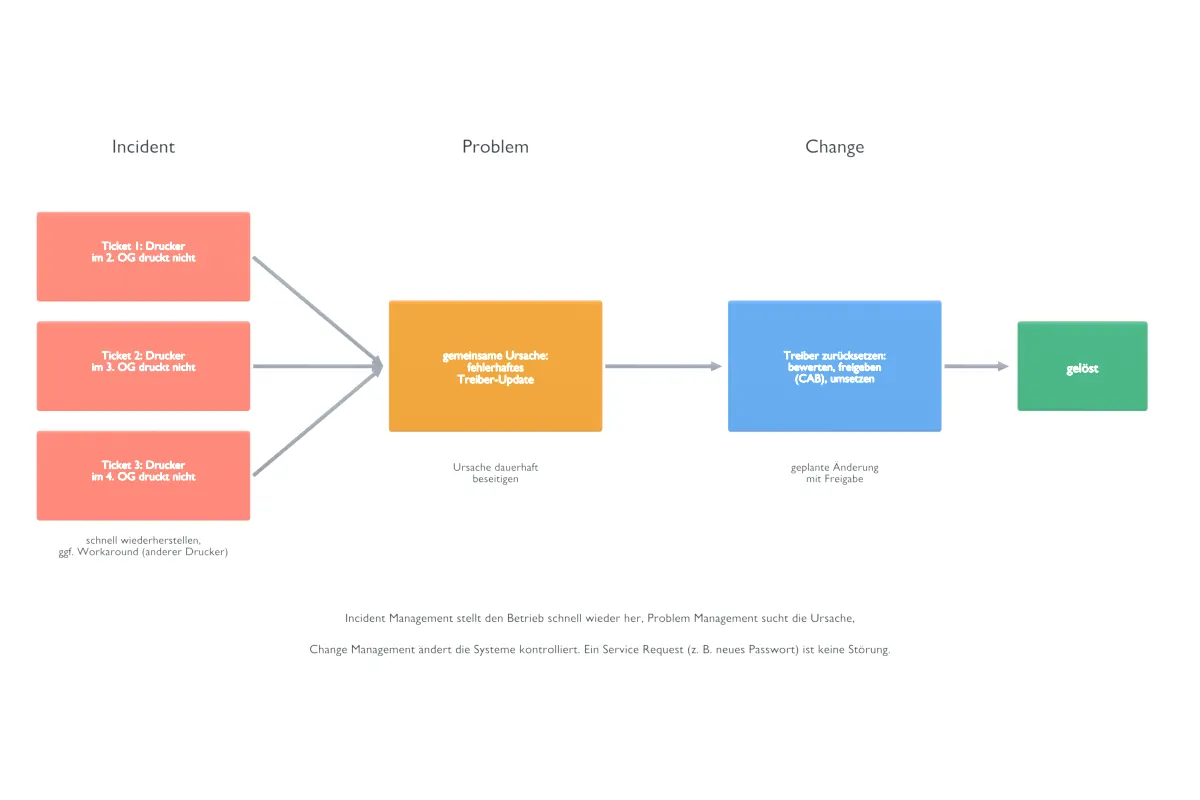 Incident
Problem
Change
Ticket 1: Drucker
im 2. OG druckt nicht
Ticket 2: Drucker
im 3. OG druckt nicht
Ticket 3: Drucker
im 4. OG druckt nicht
schnell wiederherstellen,
ggf. Workaround (anderer Drucker)
gemeinsame Ursache:
fehlerhaftes
Treiber-Update
Ursache dauerhaft
beseitigen
Treiber zurücksetzen:
bewerten, freigeben
(CAB), umsetzen
geplante Änderung
mit Freigabe
gelöst
Incident Management stellt den Betrieb schnell wieder her, Problem Management sucht die Ursache,
Change Management ändert die Systeme kontrolliert. Ein Service Request (z. B. neues Passwort) ist keine Störung.